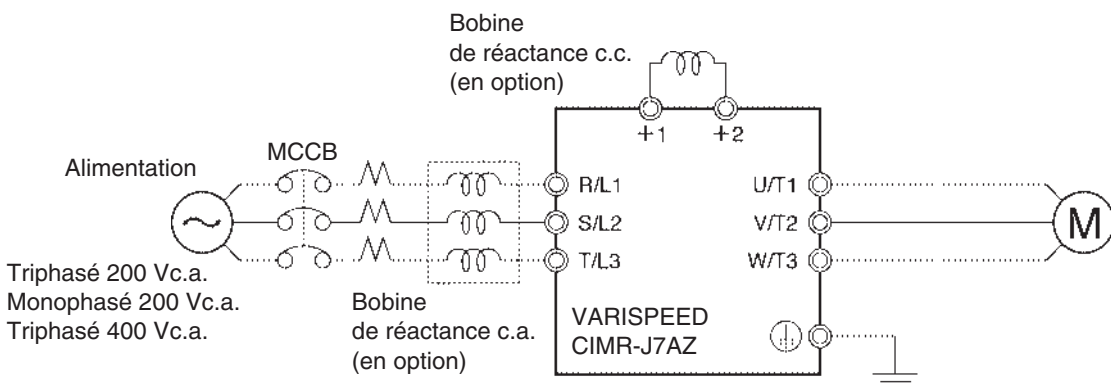 Bobine
de réactance c.c.
(en option)
+1
+2
Alimentation
MCCB
R/L1
U/T1
S/L2
V/T2
M
T/L3
W/T3
Triphasé 200 Vc.a.
Monophasé 200 Vc.a.
Triphasé 400 Vc.a.
Bobine
de réactance c.a.
(en option)
VARISPEED
CIMR-J7AZ